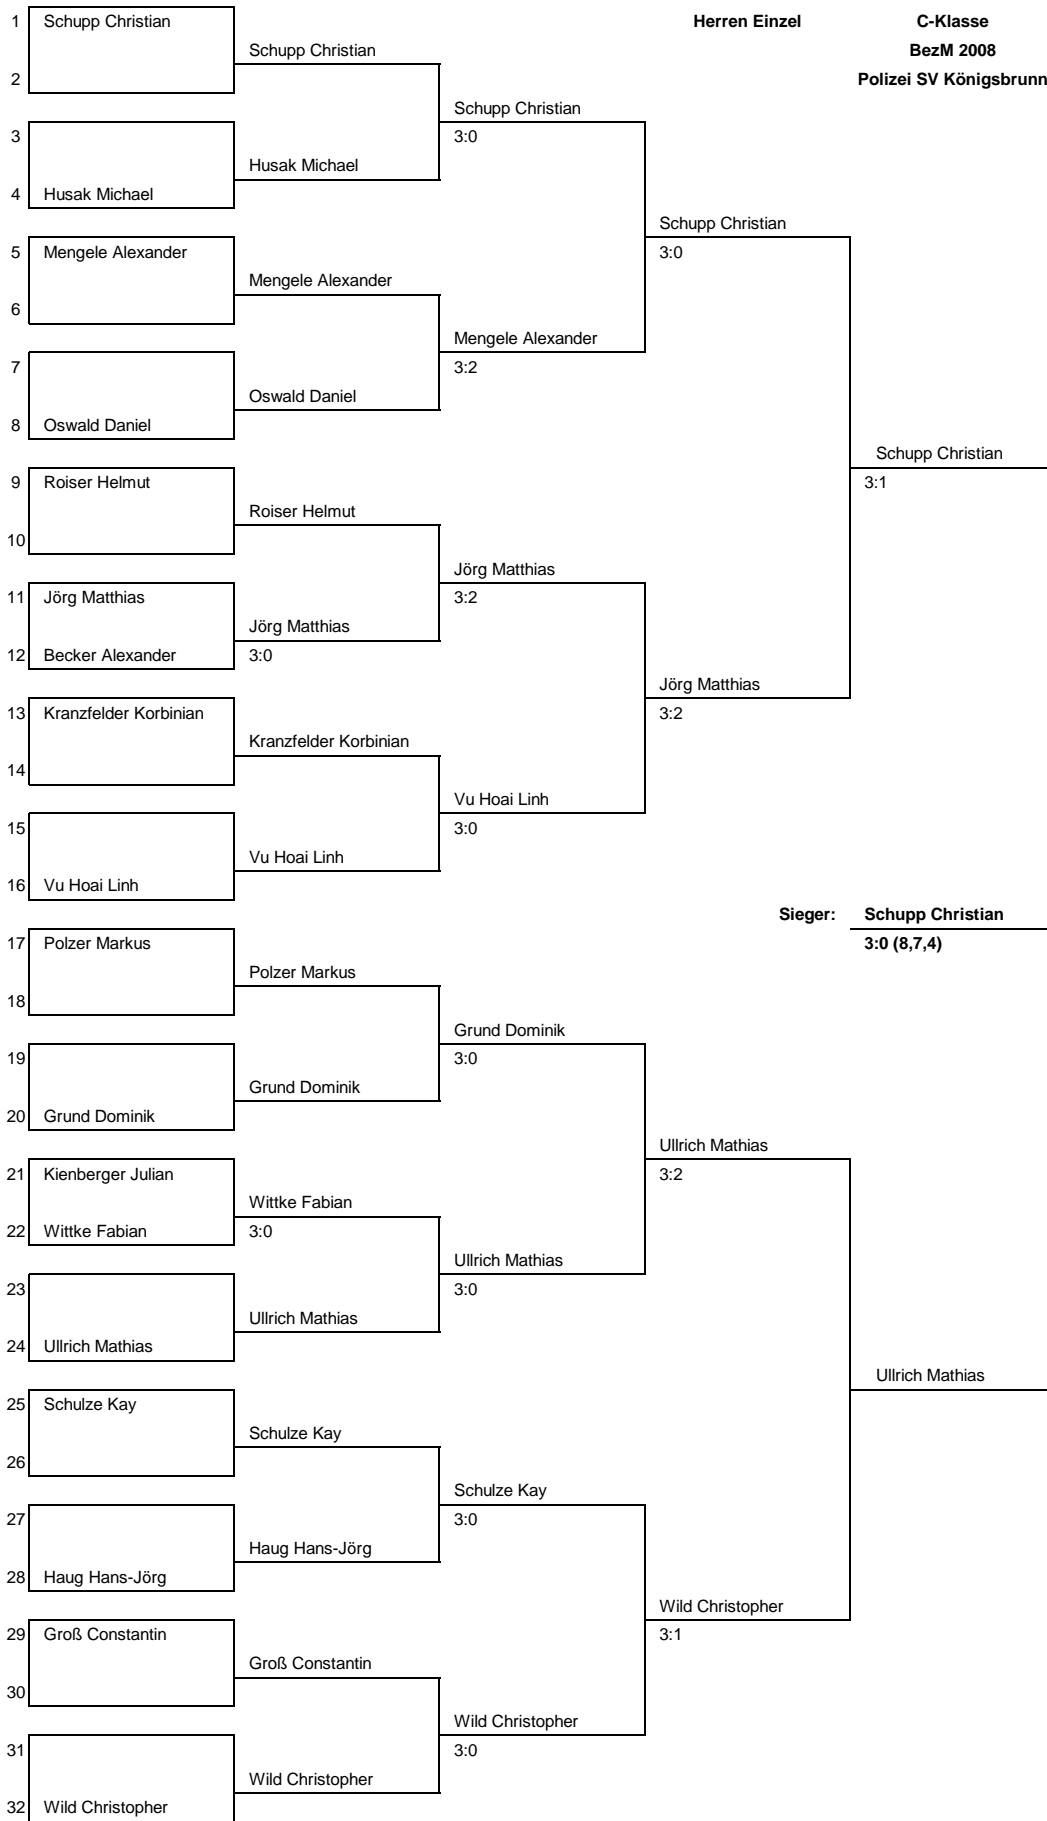 Herren Einzel C-Klasse
BezM 2008
Polizei SV Königsbrunn
1 Schupp Christian
Schupp Christian
2
Schupp Christian
3 3:0
Husak Michael
4 Husak Michael
Schupp Christian
5 Mengele Alexander 3:0
Mengele Alexander
6
Mengele Alexander
7 3:2
Oswald Daniel
8 Oswald Daniel
Schupp Christian
9 Roiser Helmut 3:1
Roiser Helmut
10
Jörg Matthias
11 Jörg Matthias 3:2
Jörg Matthias
12 Becker Alexander 3:0
Jörg Matthias
13 Kranzfelder Korbinian 3:2
Kranzfelder Korbinian
14
Vu Hoai Linh
15 3:0
Vu Hoai Linh
16 Vu Hoai Linh
Sieger: Schupp Christian
17 Polzer Markus 3:0 (8,7,4)
Polzer Markus
18
Grund Dominik
19 3:0
Grund Dominik
20 Grund Dominik
Ullrich Mathias
21 Kienberger Julian 3:2
Wittke Fabian
22 Wittke Fabian 3:0
Ullrich Mathias
23 3:0
Ullrich Mathias
24 Ullrich Mathias
Ullrich Mathias
25 Schulze Kay
Schulze Kay
26
Schulze Kay
27 3:0
Haug Hans-Jörg
28 Haug Hans-Jörg
Wild Christopher
29 Groß Constantin 3:1
Groß Constantin
30
Wild Christopher
31 3:0
Wild Christopher
32 Wild Christopher